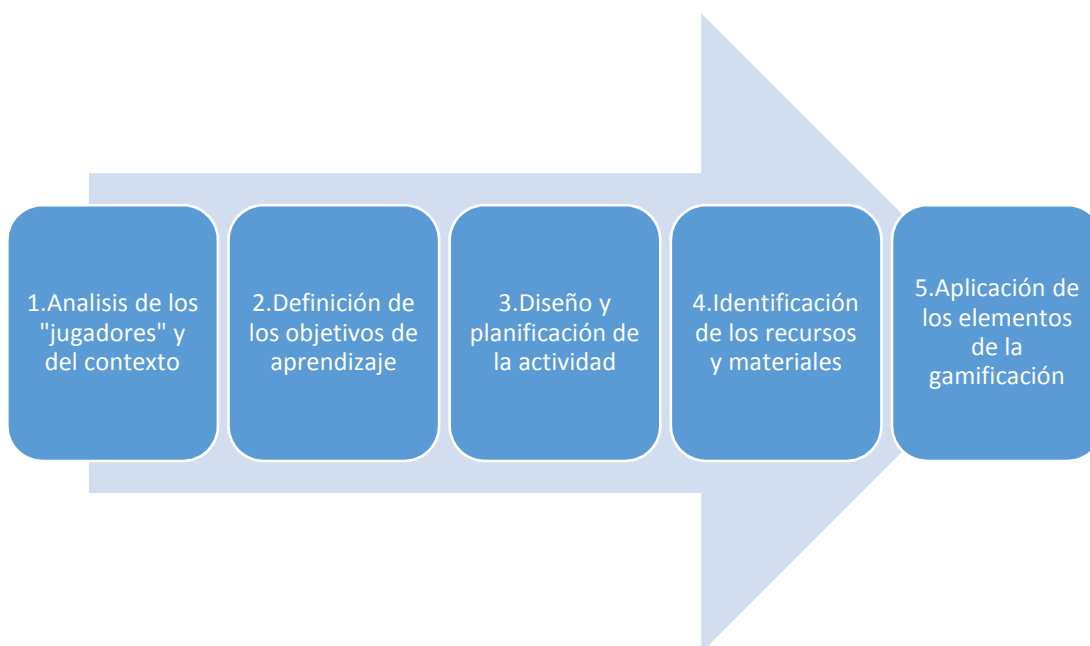 1.Analisis de los
"jugadores" y
del contexto
2.Definición de
los objetivos de
aprendizaje
3.Diseño y
planificación de
la actividad
4.Identificación
de los recursos
y materiales
5.Aplicación de
los elementos
de la
gamificación